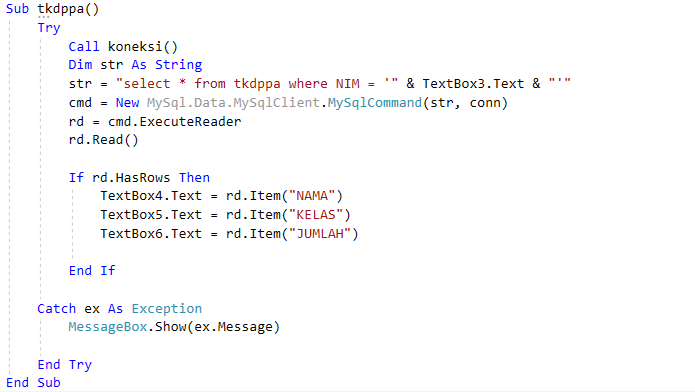 Sub tkdppa()
Try
Call koneksi()
Dim str As String
str = "select * from tkdppa where NIM = '" & TextBox3.Text & "'"
cmd = New MySql.Data.MySqlClient.MySqlCommand(str, conn)
rd = cmd.ExecuteReader
rd.Read()
If rd.HasRows Then
TextBox4.Text = rd.Item("NAMA")
TextBox5.Text = rd.Item("KELAS")
TextBox6.Text = rd.Item("JUMLAH")
End If
Catch ex As Exception
MessageBox.Show(ex.Message)
End Try
End Sub